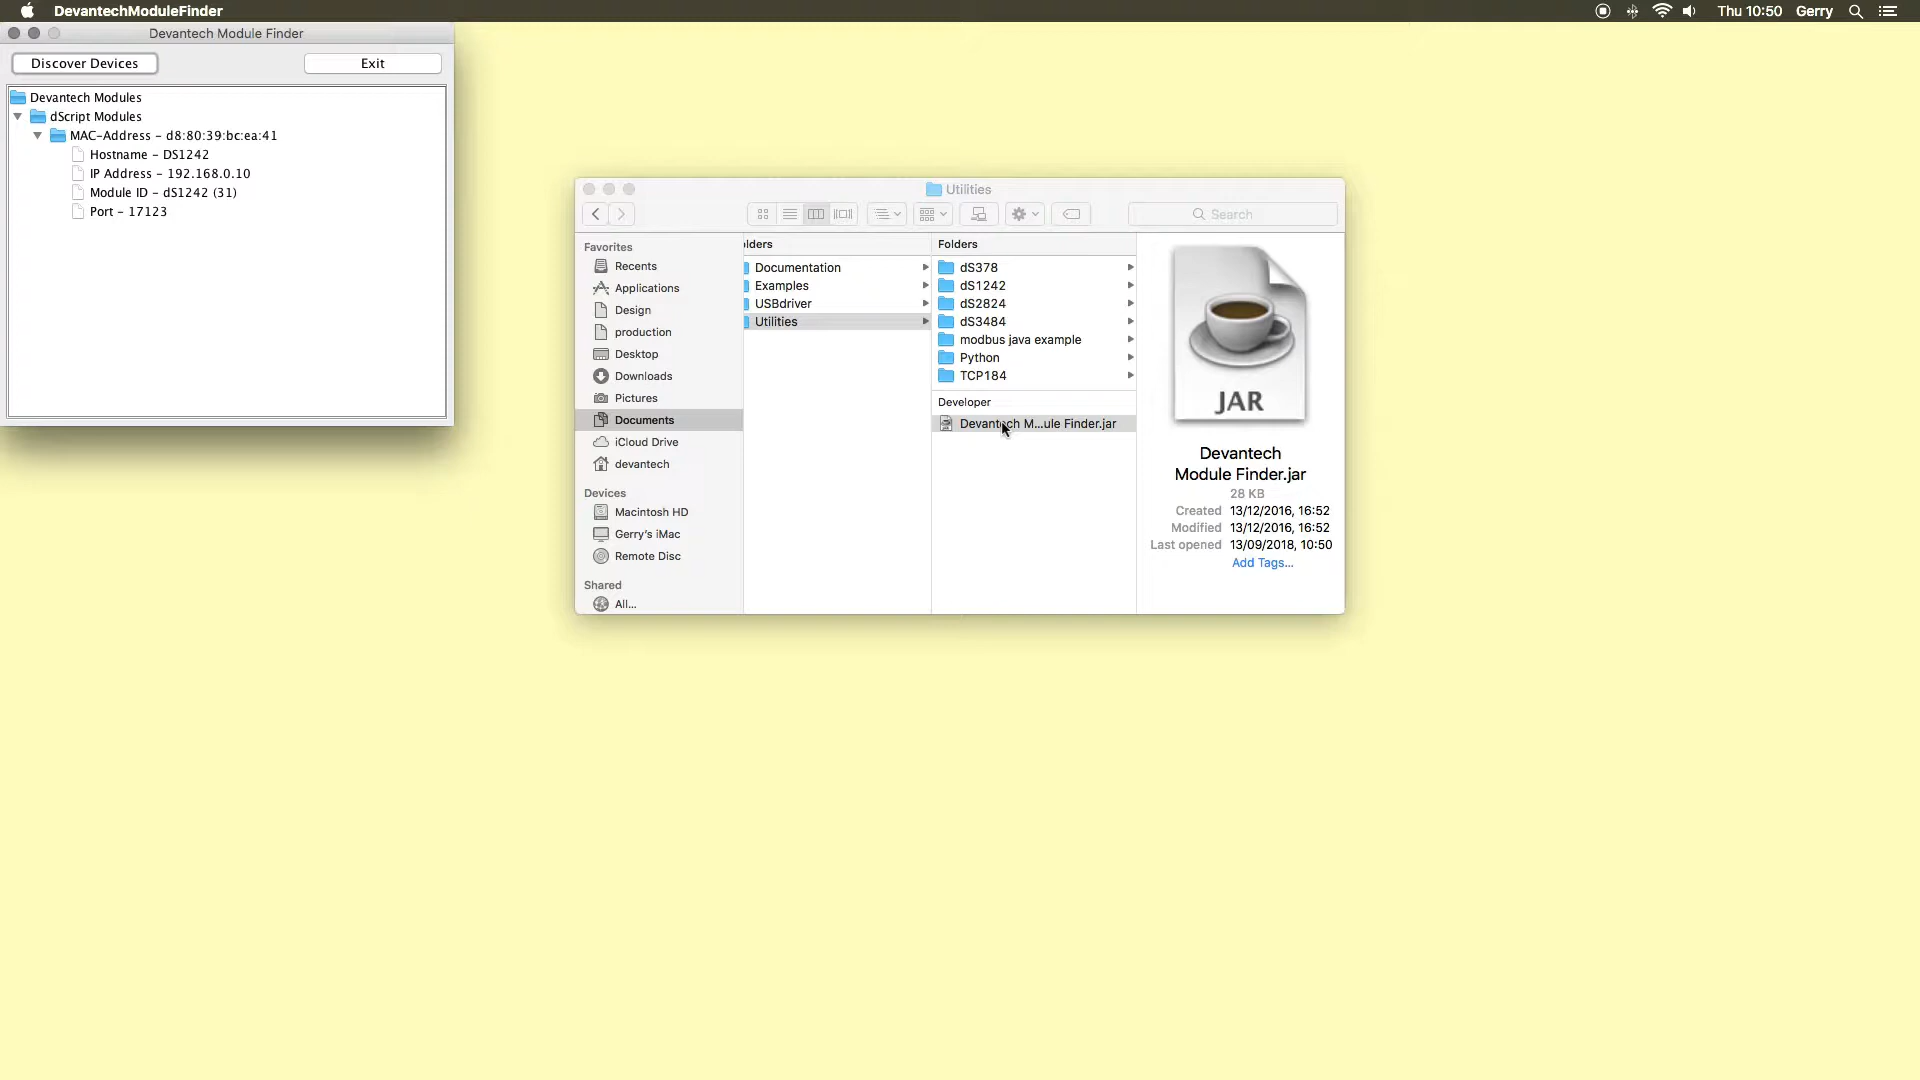 DevantechModuleFinder
Thu 10:50 Gerry
Devantech Module Finder
Discover Devices
Exit
Devantech Modules
dScript Modules
MAC-Address - d8:80:39:bc:ea:41
Hostname - DS1242
IP Address - 192.168.0.10
Module ID - dS1242 (31)
Port - 17123
Utilities
Search
Favorites
Recents
Applications
Design
production
Desktop
Downloads
Pictures
Documents
iCloud Drive
devantech
Devices
Macintosh HD
Gerry's iMac
Remote Disc
Shared
All...
lders
Documentation
Examples
USBdriver
Utilities
Folders
dS378
dS1242
dS2824
dS3484
modbus java example
Python
TCP184
Developer
Devantech M...ule Finder.jar
JAR
Devantech
Module Finder.jar
28 KB
Created 13/12/2016, 16:52
Modified 13/12/2016, 16:52
Last opened 13/09/2018, 10:50
Add Tags...